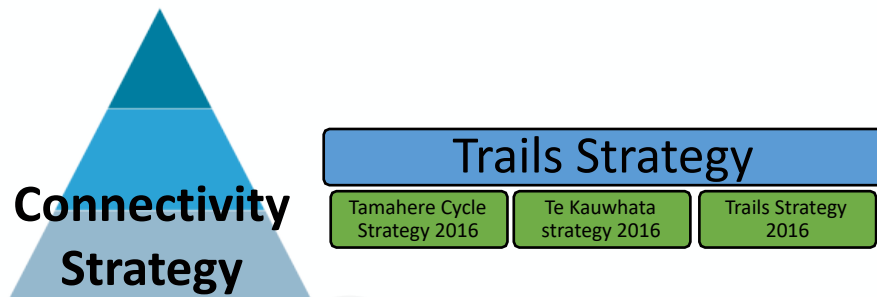 Connectivity
Strategy
Trails Strategy
Tamahere Cycle
Strategy 2016
Te Kauwhata
strategy 2016
Trails Strategy
2016